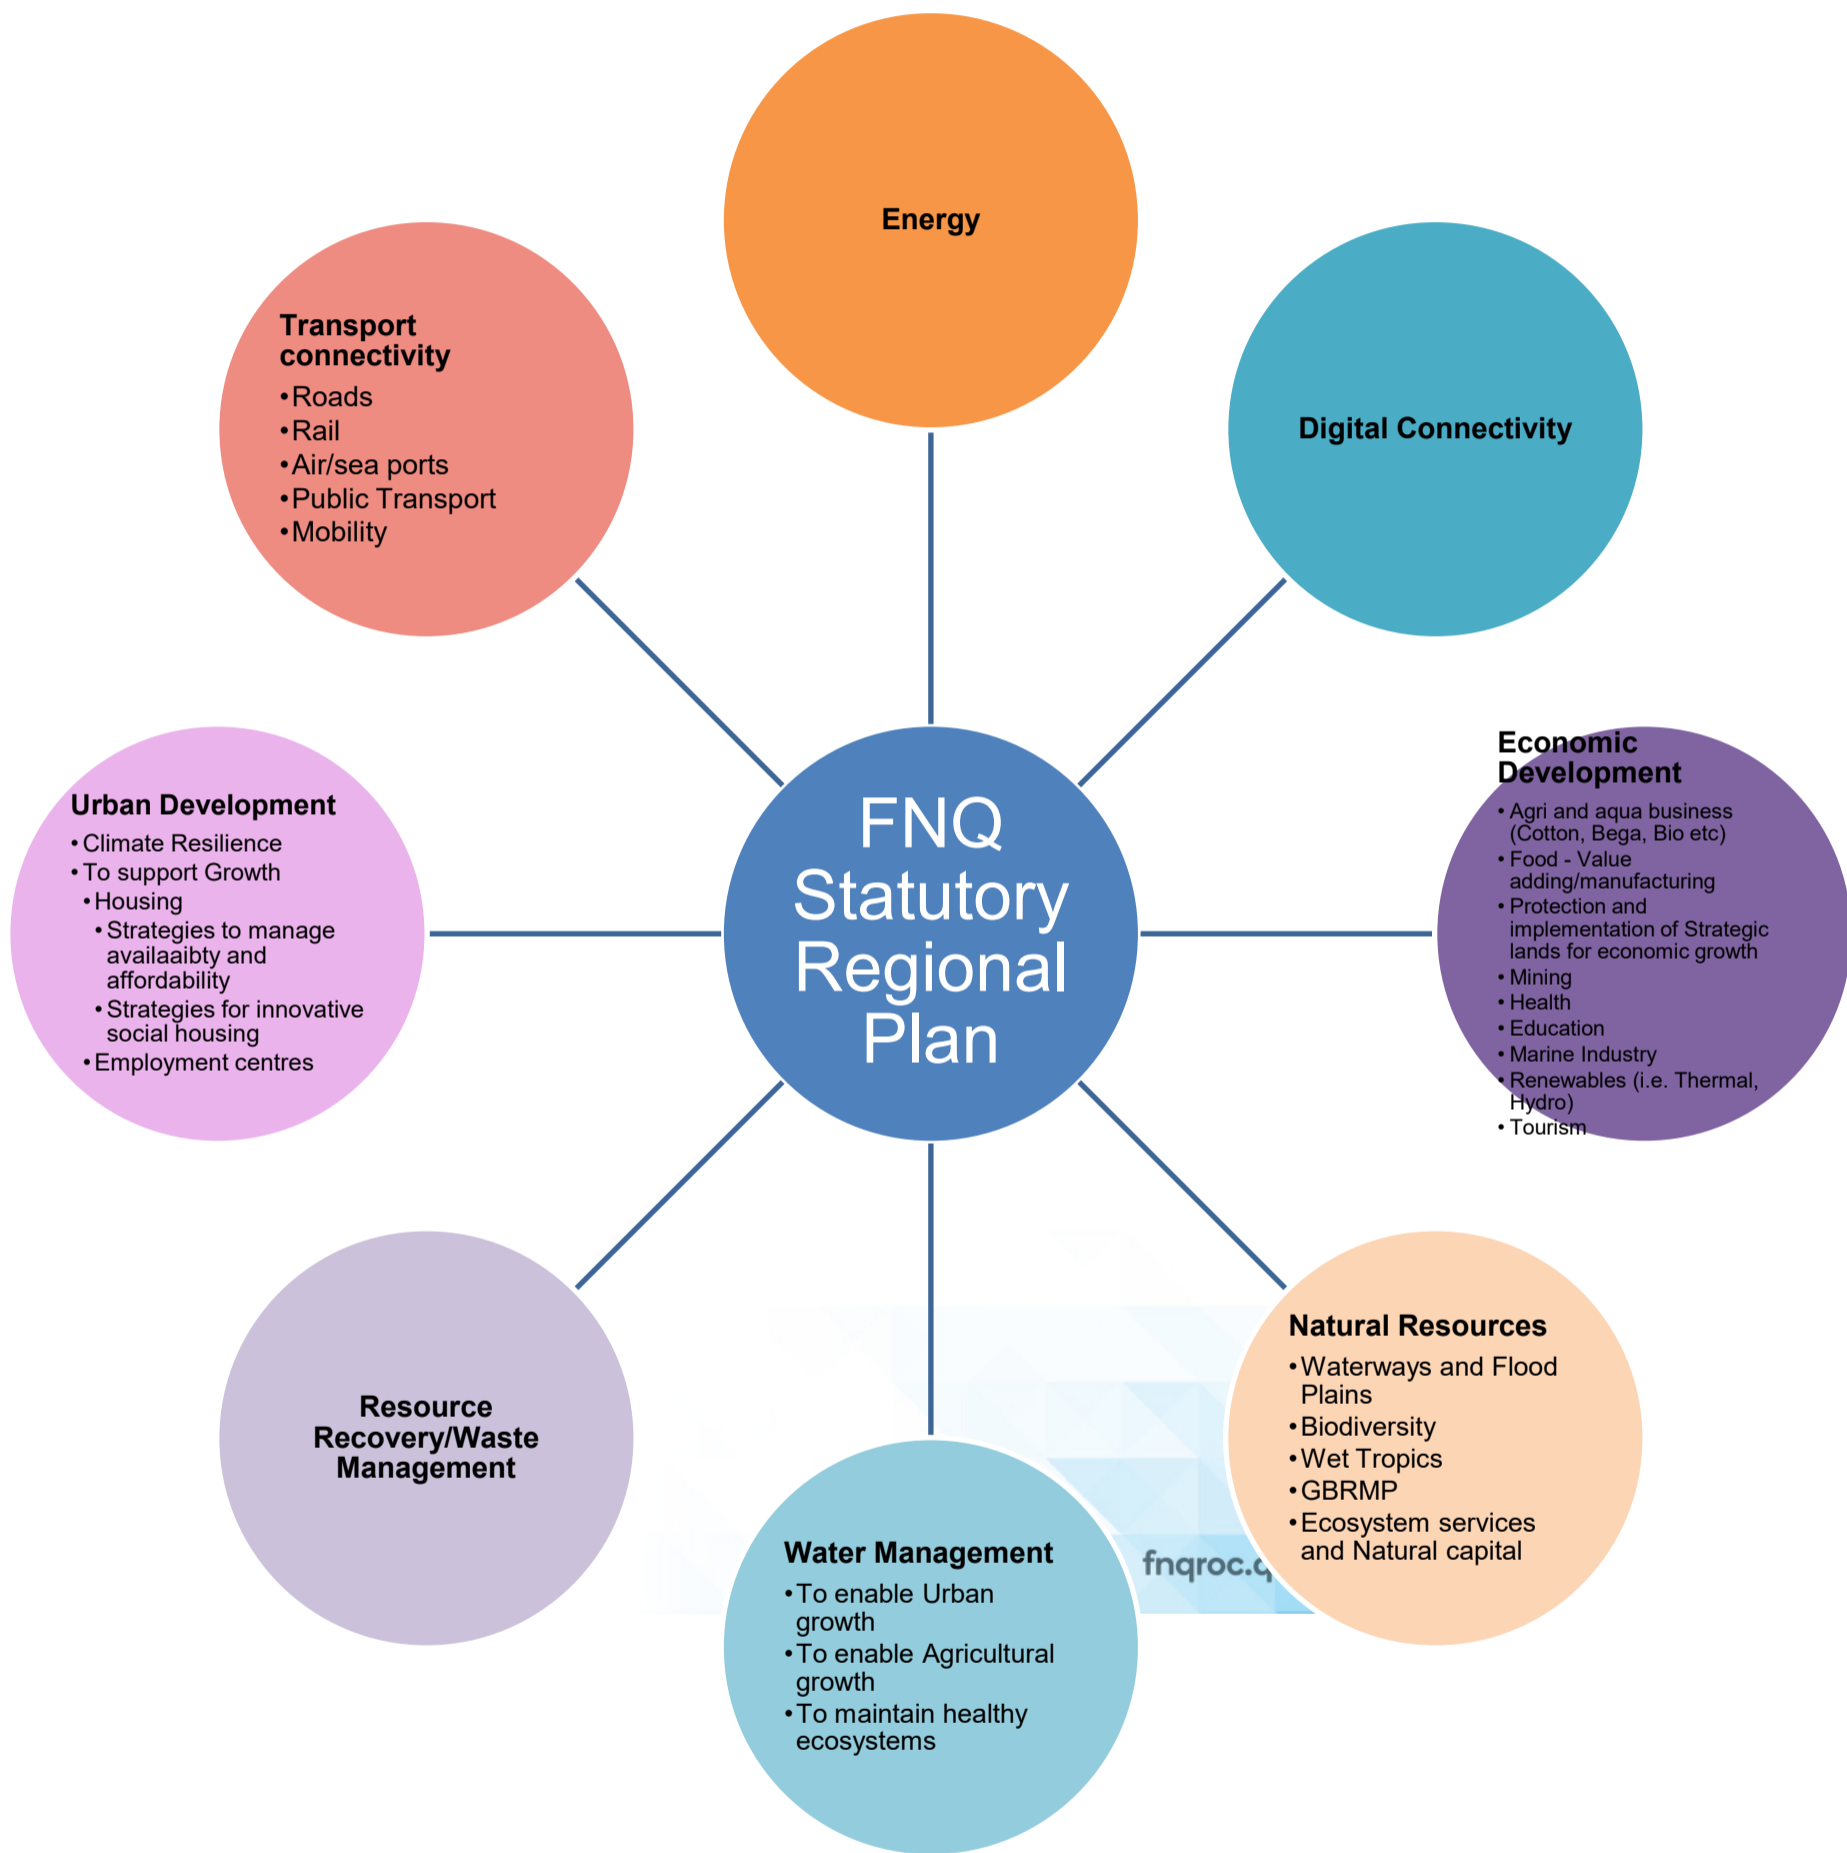 Energy
Digital Connectivity
Economic
Development
• Agri and aqua business
(Cotton, Bega, Bio etc)
• Food - Value
adding/manufacturing
• Protection and
implementation of Strategic
lands for economic growth
• Mining
• Health
• Education
• Marine Industry
• Renewables (i.e. Thermal,
Hydro)
• Tourism
Natural Resources
•Waterways and Flood
Plains
•Biodiversity
•Wet Tropics
•GBRMP
•Ecosystem services
and Natural capital
Water Management
•To enable Urban
growth
•To enable Agricultural
growth
•To maintain healthy
ecosystems
Resource
Recovery/Waste
Management
Urban Development
•Climate Resilience
•To support Growth
•Housing
•Strategies to manage
availaaibty and
affordability
•Strategies for innovative
social housing
•Employment centres
Transport
connectivity
•Roads
•Rail
•Air/sea ports
•Public Transport
•Mobility
FNQ
Statutory
Regional
Plan
fnqroc.q